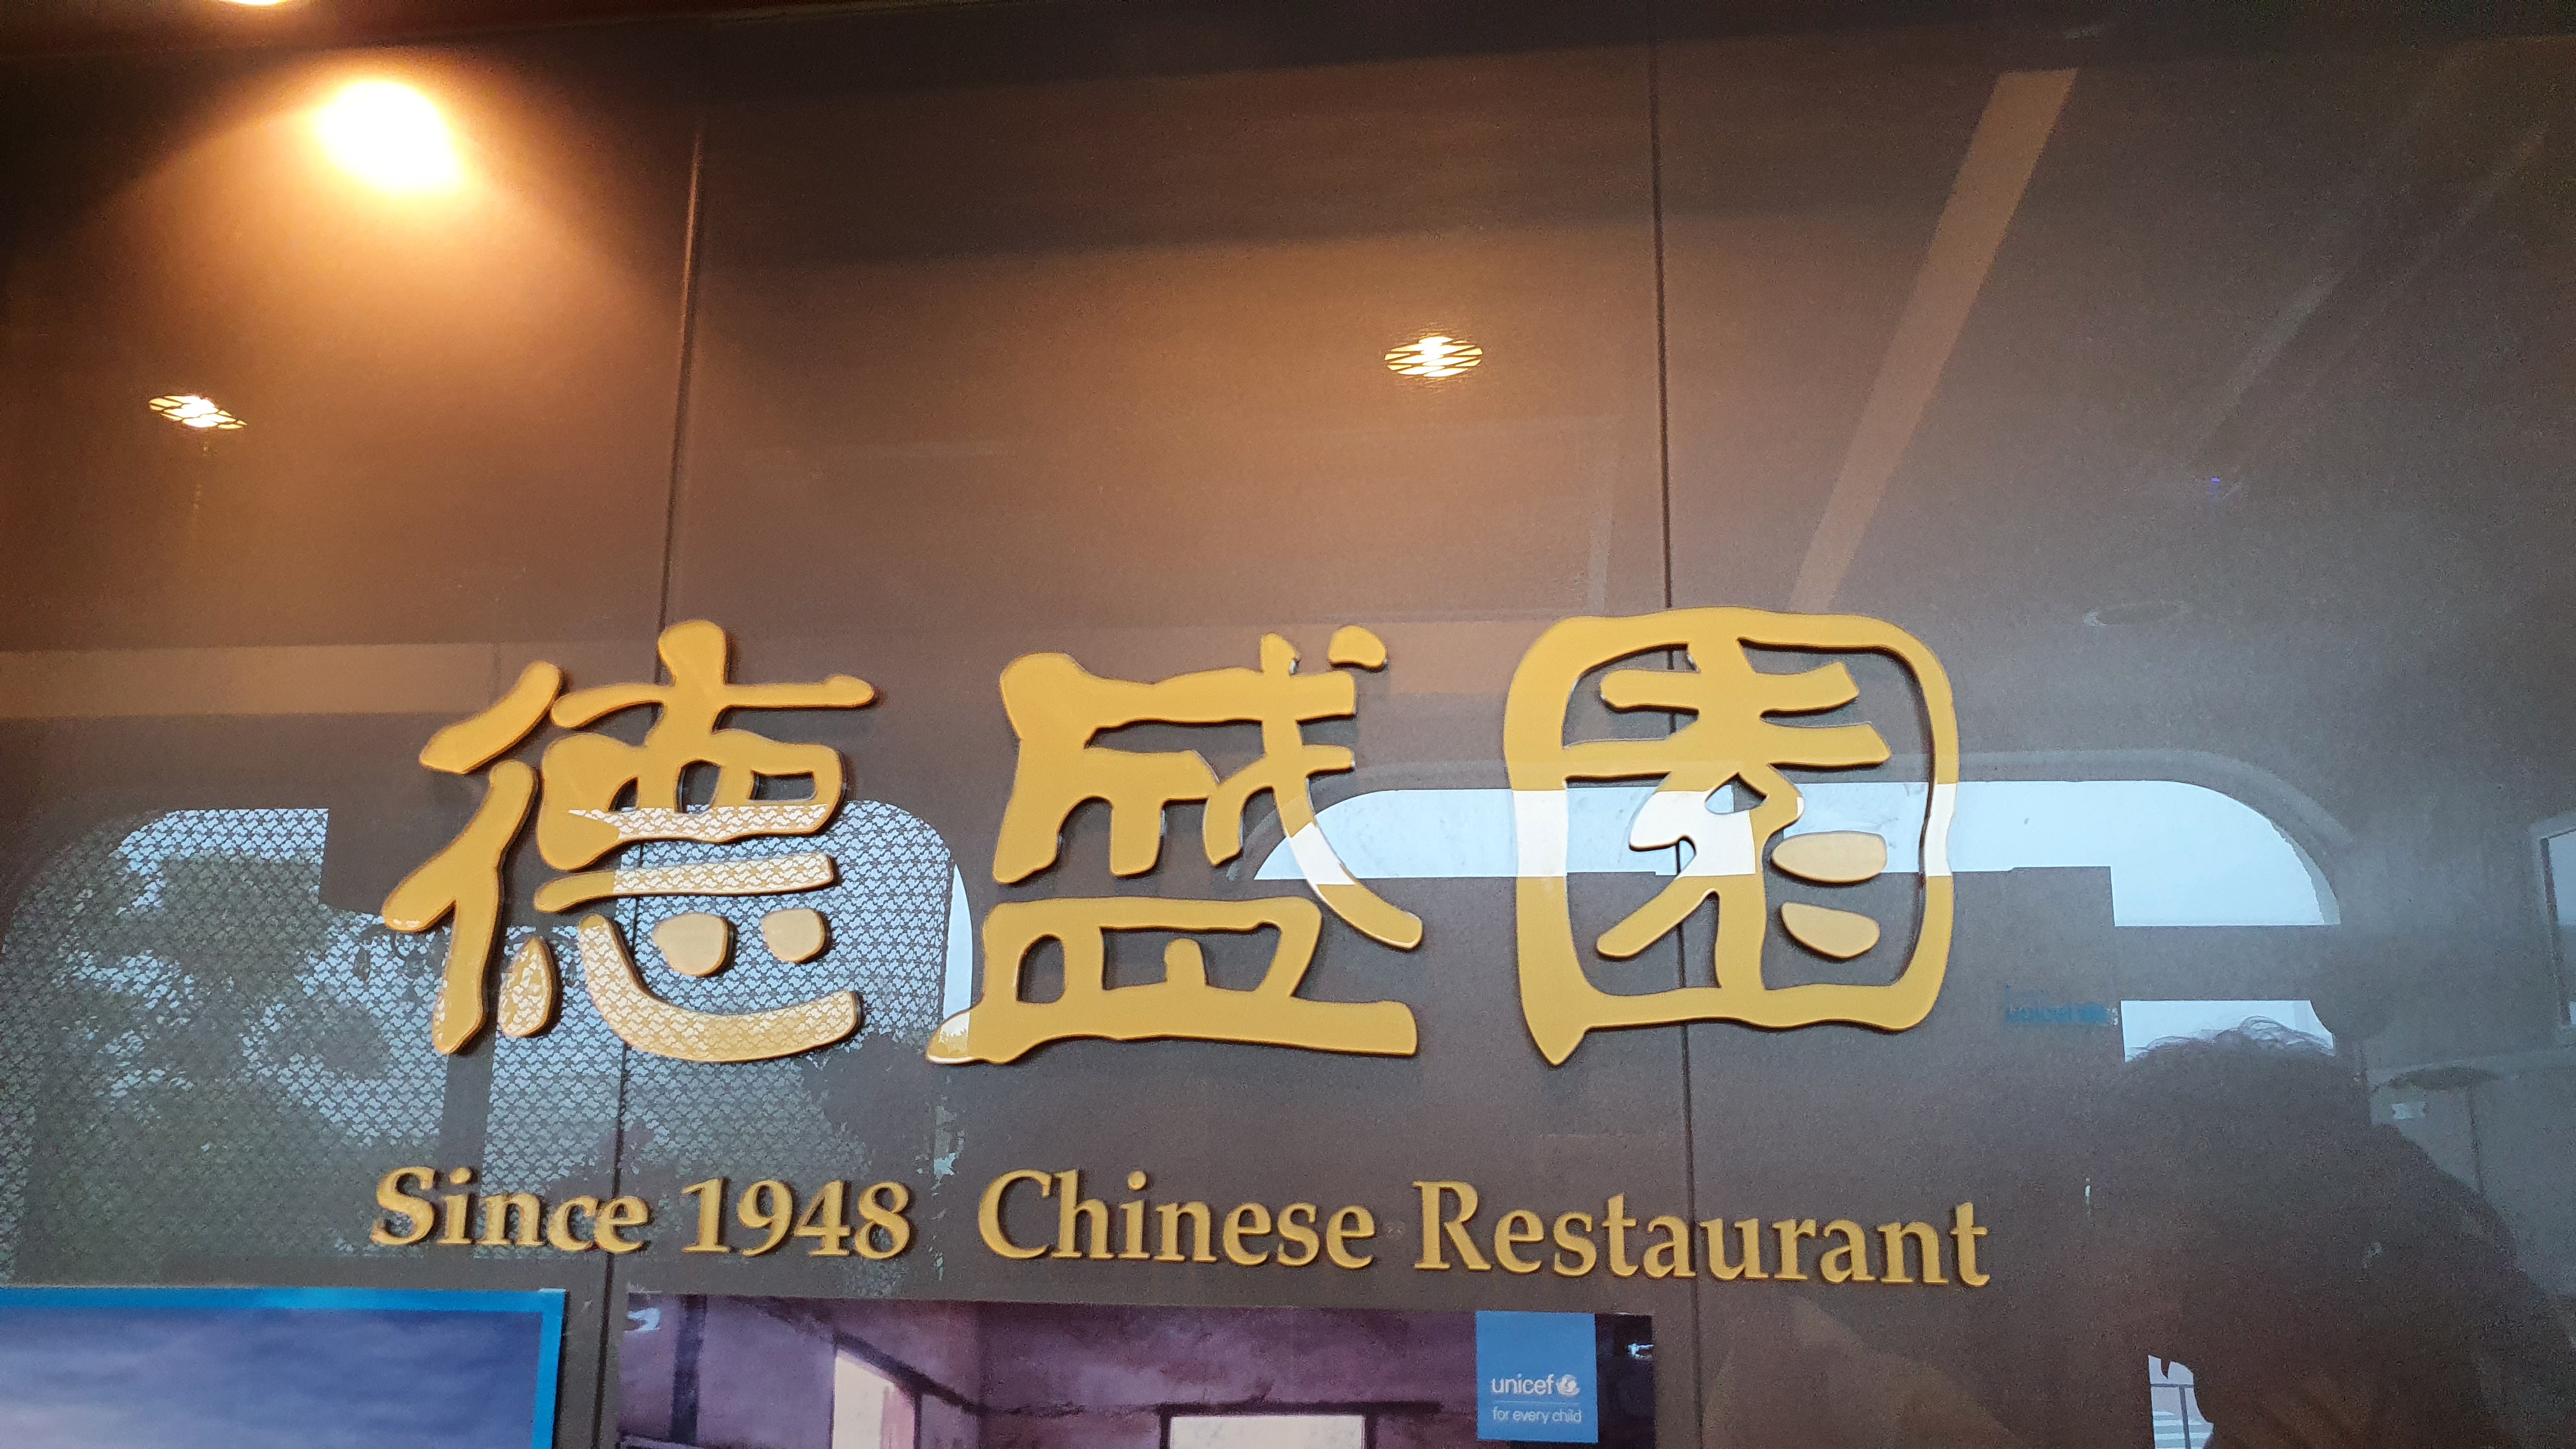 德盛園
Since 1948 Chinese Restaurant
unicef
for every child